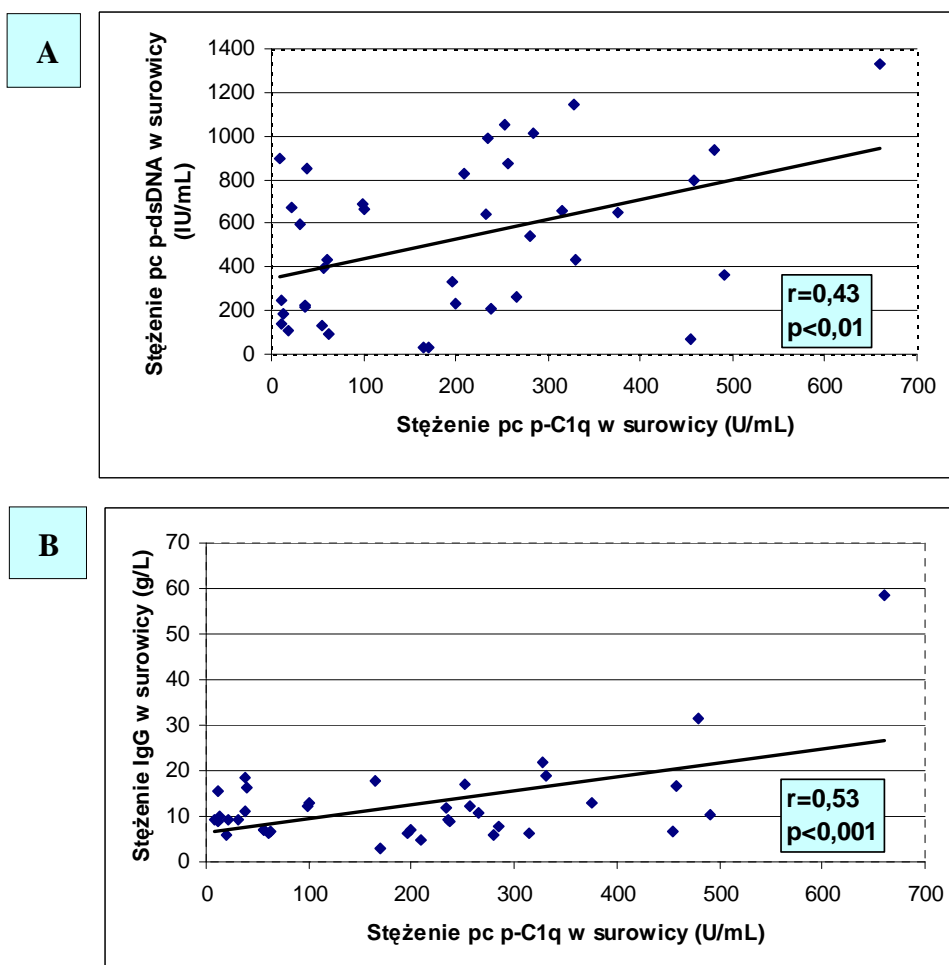 A
Stężenie pc p-dsDNA w surowicy
(IU/mL)
1400
1200
1000
800
600
400
200
0
0 100 200 300 400 500 600 700
r=0,43
p<0,01
Stężenie pc p-C1q w surowicy (U/mL)
B
Stężenie IgG w surowicy (g/L)
70
60
50
40
30
20
10
0
0 100 200 300 400 500 600 700
r=0,53
p<0,001
Stężenie pc p-C1q w surowicy (U/mL)